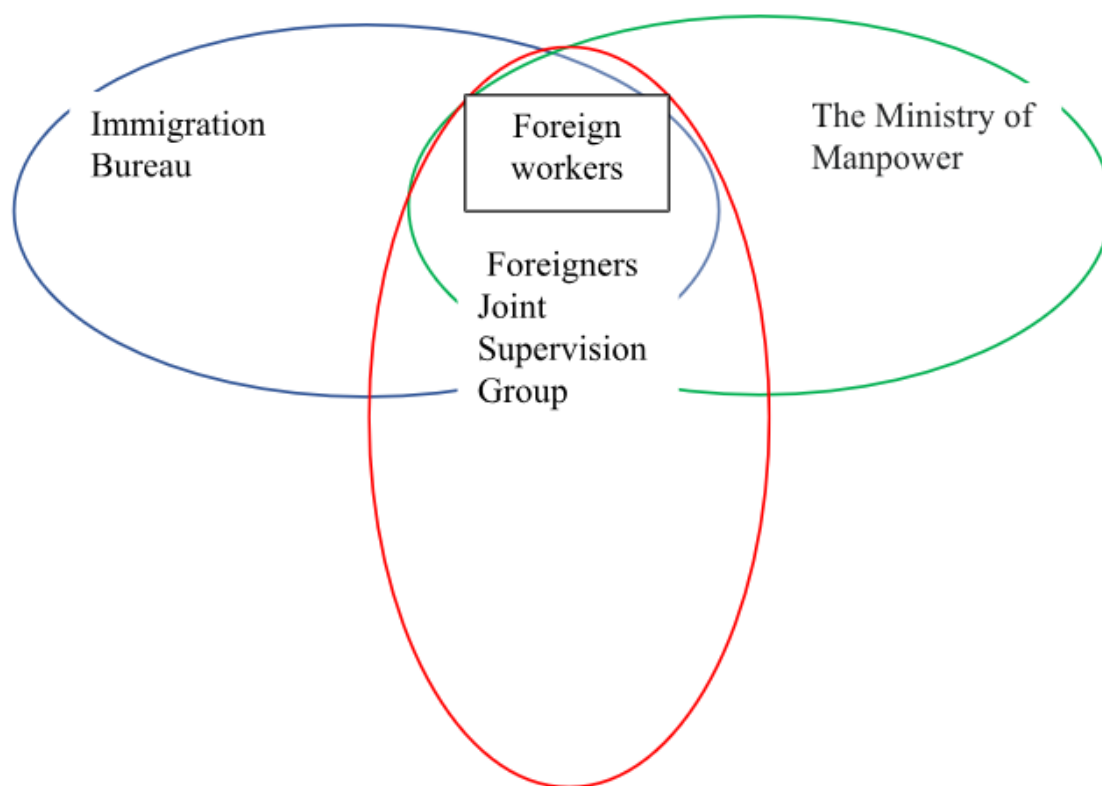 Immigration
Bureau
Foreign
workers
The Ministry of
Manpower
Foreigners
Joint
Supervision
Group